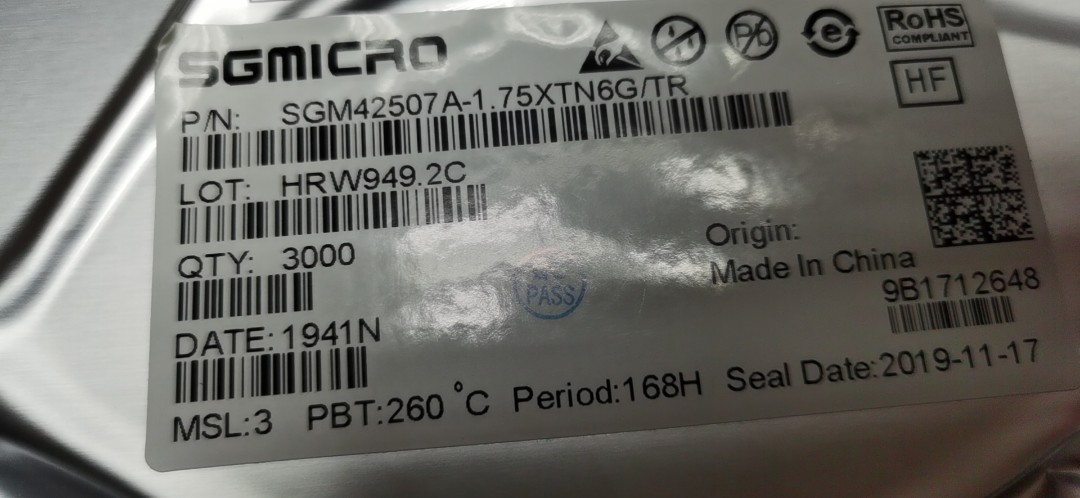 SGMICRO
RoHS
COMPLIANT
HF
P/N: SGM42507A-1.75XTN6G/TR
LOT: HRW949.2C
QTY: 3000
Origin:
Made In China
PASS
9B1712648
DATE: 1941N
MSL:3 PBT:260 °C Period:168H Seal Date:2019-11-17
Pb
e